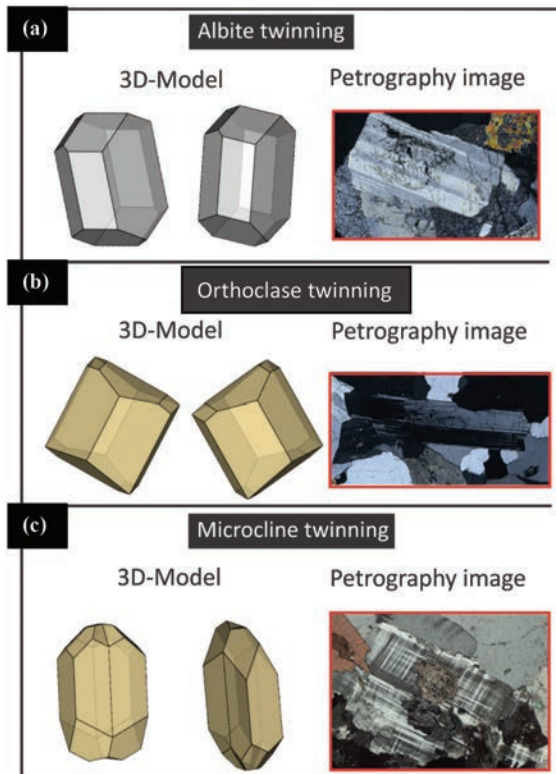 (a)
Albite twinning
3D-Model
Petrography image
(b)
Orthoclase twinning
3D-Model
Petrography image
(c)
Microcline twinning
3D-Model
Petrography image